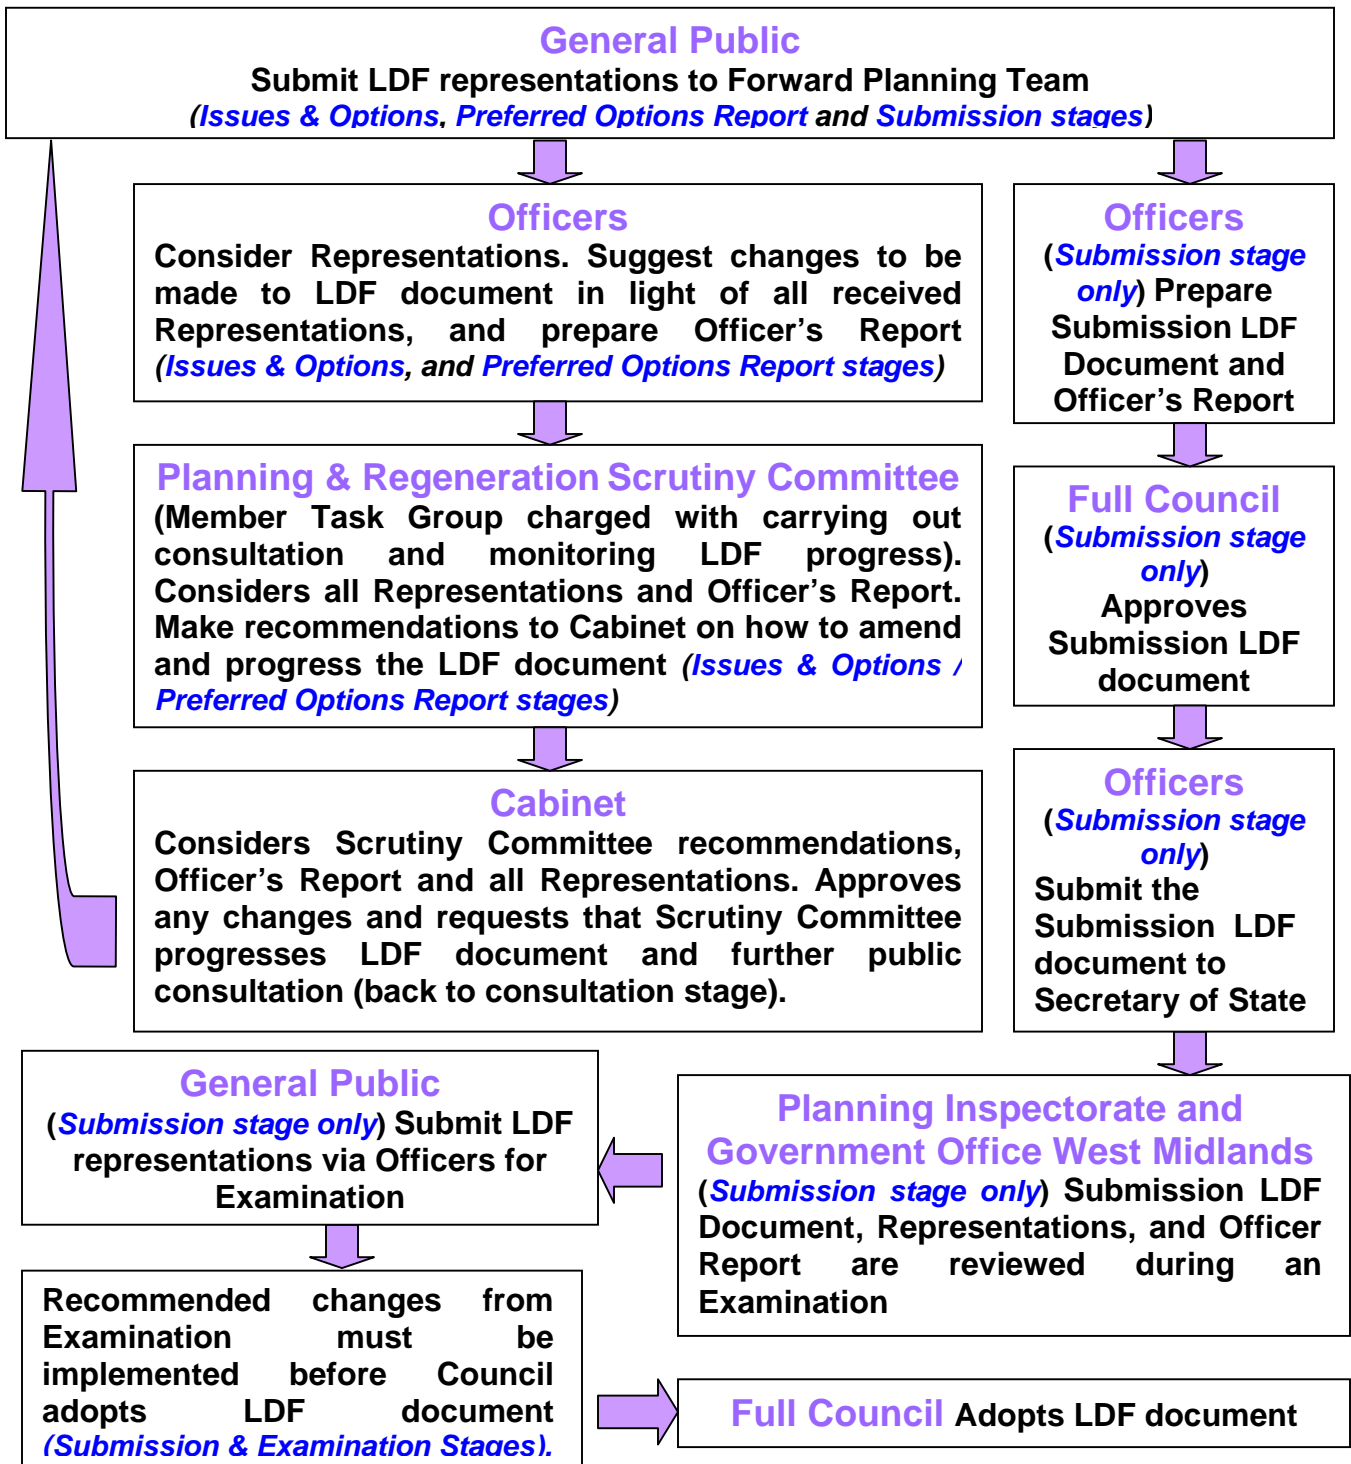 General Public
Submit LDF representations to Forward Planning Team
(Issues & Options, Preferred Options Report and Submission stages)
Officers
Consider Representations. Suggest changes to be
made to LDF document in light of all received
Representations, and prepare Officer's Report
(Issues & Options, and Preferred Options Report stages)
Officers
(Submission stage
only) Prepare
Submission LDF
Document and
Officer's Report
Planning & Regeneration Scrutiny Committee
(Member Task Group charged with carrying out
consultation and monitoring LDF progress).
Considers all Representations and Officer's Report.
Make recommendations to Cabinet on how to amend
and progress the LDF document (Issues & Options /
Preferred Options Report stages)
Full Council
(Submission stage
only)
Approves
Submission LDF
document
Cabinet
Considers Scrutiny Committee recommendations,
Officer's Report and all Representations. Approves
any changes and requests that Scrutiny Committee
progresses LDF document and further public
consultation (back to consultation stage).
Officers
(Submission stage
only)
Submit the
Submission LDF
document to
Secretary of State
General Public
(Submission stage only) Submit LDF
representations via Officers for
Examination
Planning Inspectorate and
Government Office West Midlands
(Submission stage only) Submission LDF
Document, Representations, and Officer
Report are reviewed during an
Examination
Recommended changes from
Examination must be
implemented before Council
adopts LDF document
(Submission & Examination Stages).
Full Council Adopts LDF document